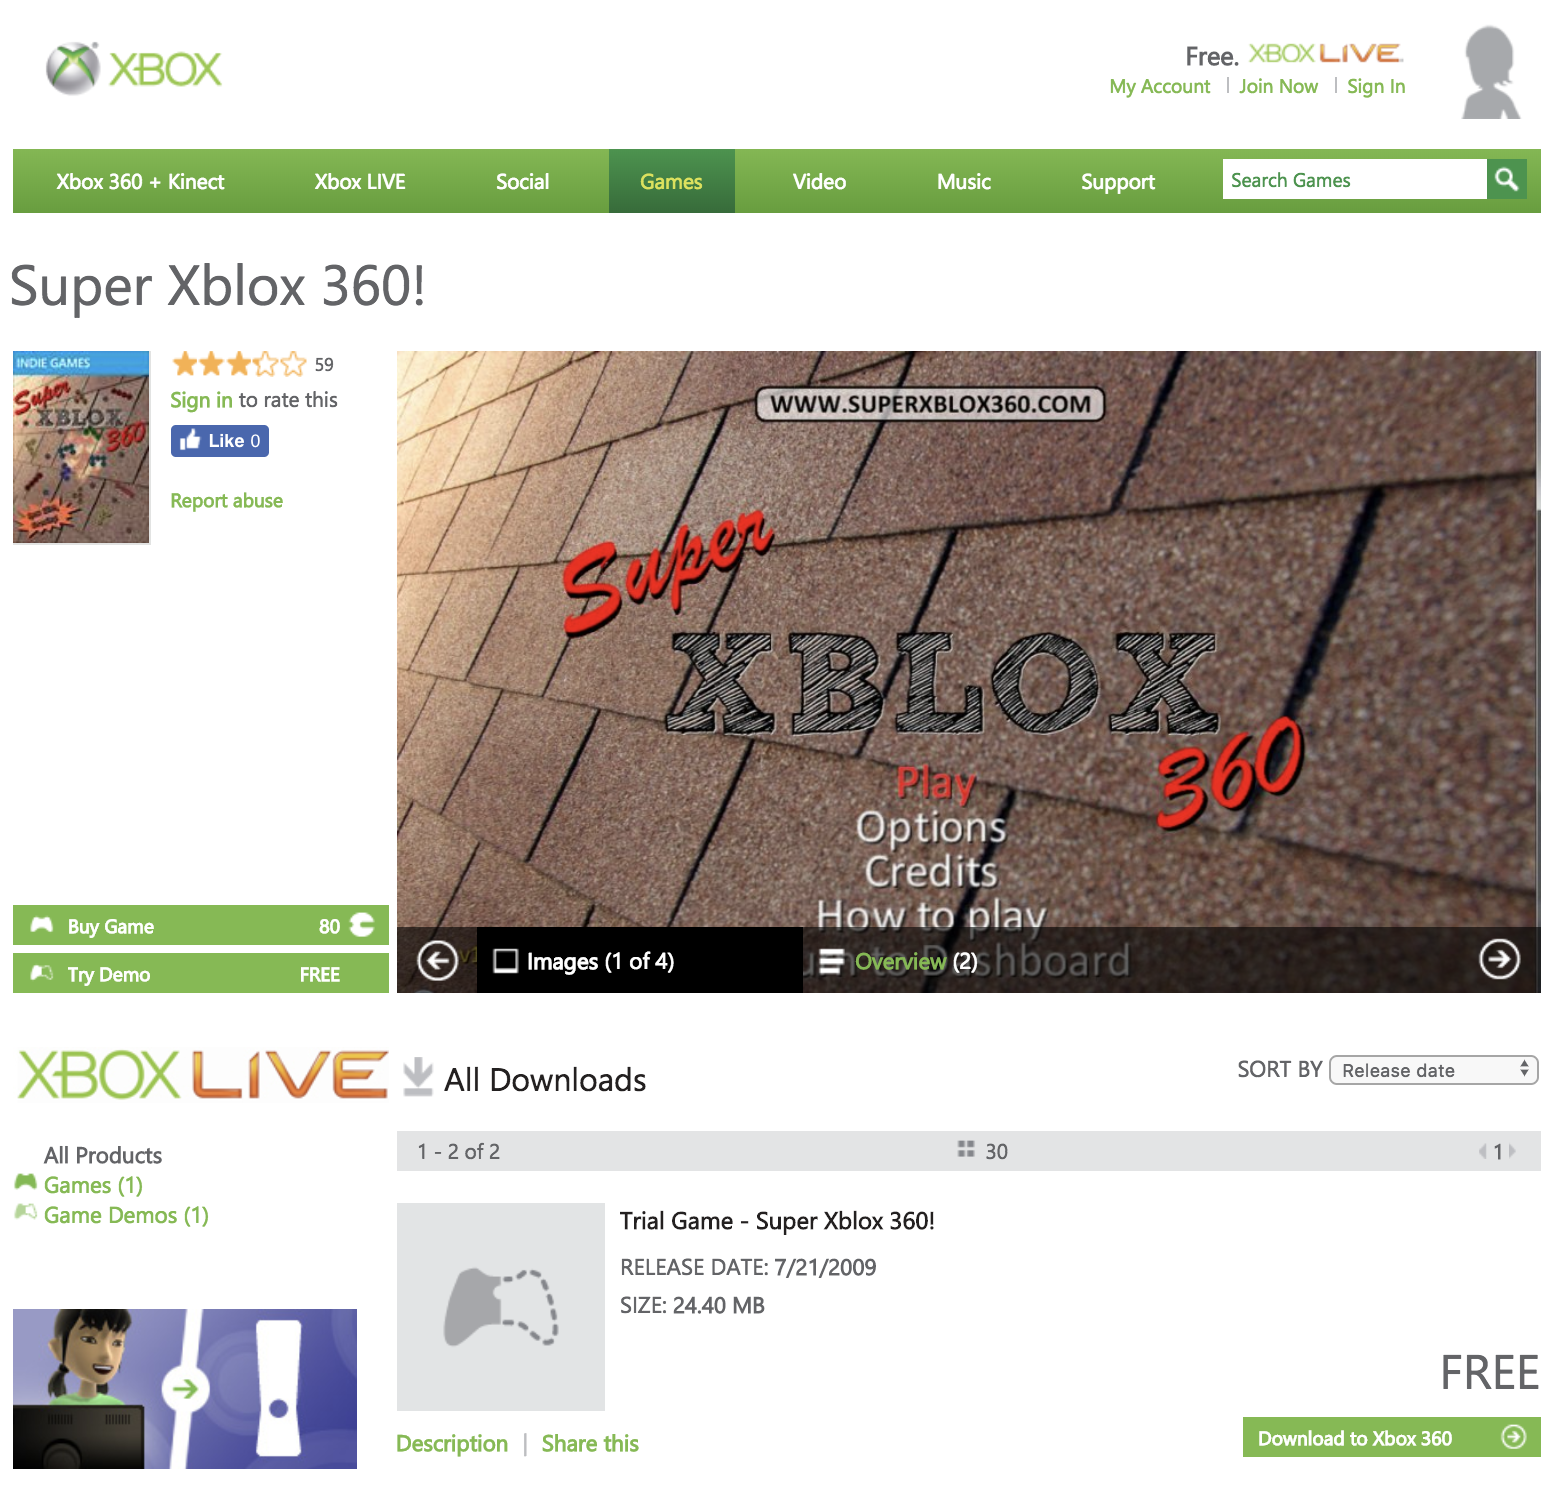 XBOX
Free. XBOX LIVE
My Account | Join Now | Sign In
Xbox 360 + Kinect Xbox LIVE Social Games Video Music Support Search Games
Super Xblox 360!
INDIE GAMES
Super
XBLOX
360
59
Sign in to rate this
Like 0
Report abuse
WWW.SUPERXBLOX360.COM
Super
XBLOX
360
Play
Options
Credits
How to play
Dashboard
Images (1 of 4) Overview (2)
Buy Game 80
Try Demo FREE
XBOX LIVE
All Products
Games (1)
Game Demos (1)
All Downloads
SORT BY Release date
1 - 2 of 2 30 1
Trial Game - Super Xblox 360!
RELEASE DATE: 7/21/2009
SIZE: 24.40 MB
FREE
Description | Share this
Download to Xbox 360